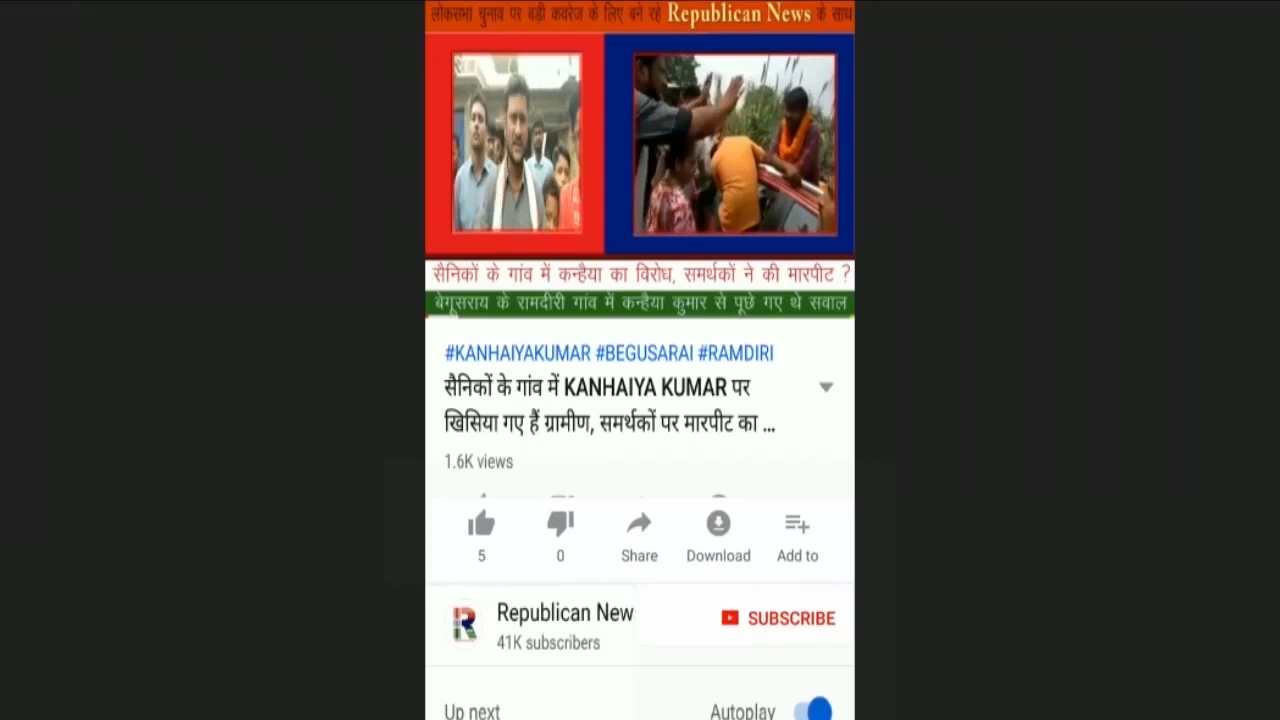 लोकसभा चुनाव पर बड़ी कवरेज के लिए बने रहे Republican News के साथ
सैनिकों के गांव में कन्हैया का विरोध, समर्थकों ने की मारपीट ?
बेगूसराय के रामदीरी गांव में कन्हैया कुमार से पूछे गए थे सवाल
#KANHAIYAKUMAR #BEGUSARAI #RAMDIRI
सैनिकों के गांव में KANHAIYA KUMAR पर
खिसिया गए हैं ग्रामीण, समर्थकों पर मारपीट का ...
1.6K views
5 0 Share Download Add to
R Republican New SUBSCRIBE
41K subscribers
Up next Autoplay